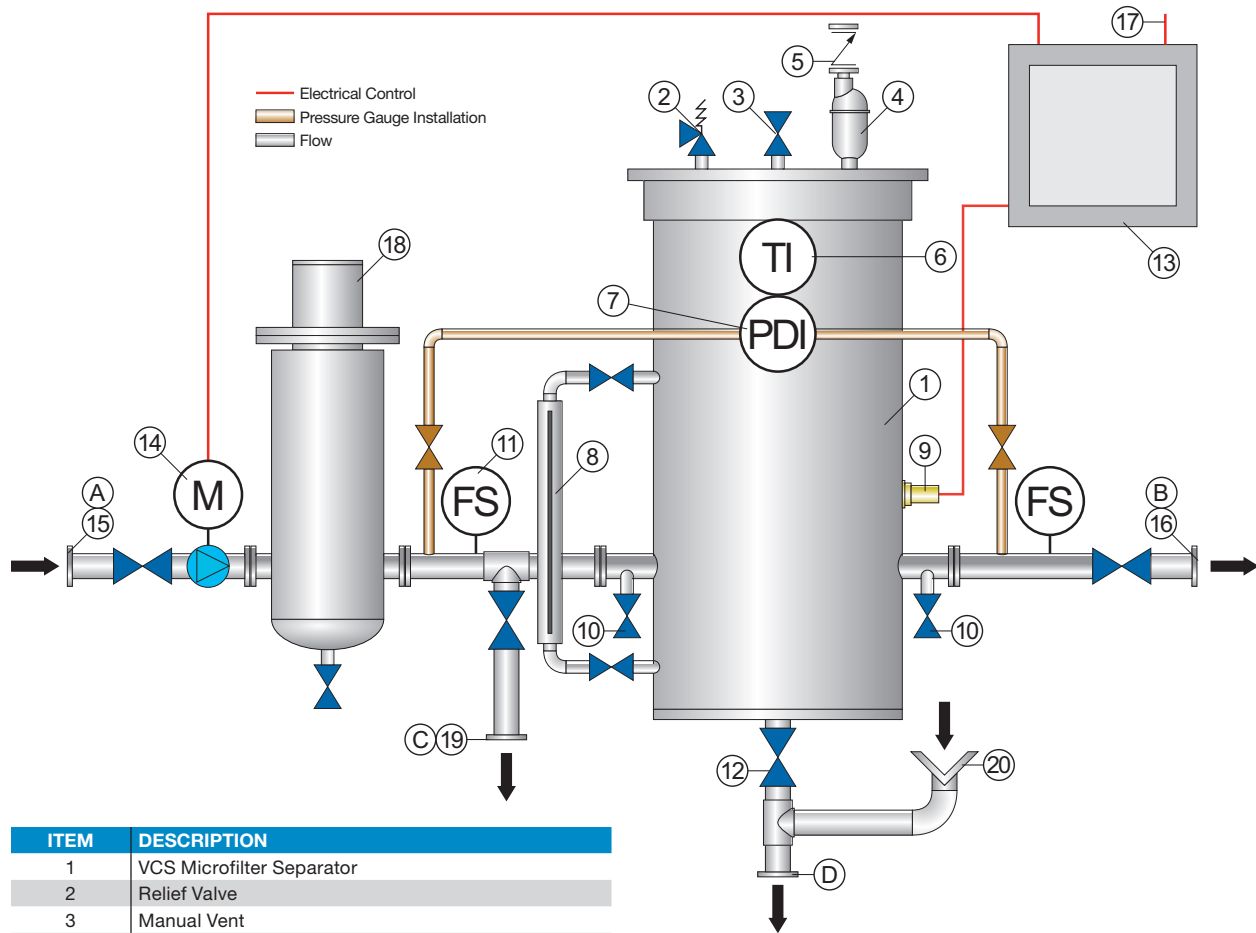 17
5
2
3
4
Electrical Control
Pressure Gauge Installation
Flow
18
TI
6
13
7
PDI
1
14
11
8
9
A
15
M
FS
FS
B
16
10
10
C 19
12
20
D
ITEM DESCRIPTION
1 VCS Microfilter Separator
2 Relief Valve
3 Manual Vent